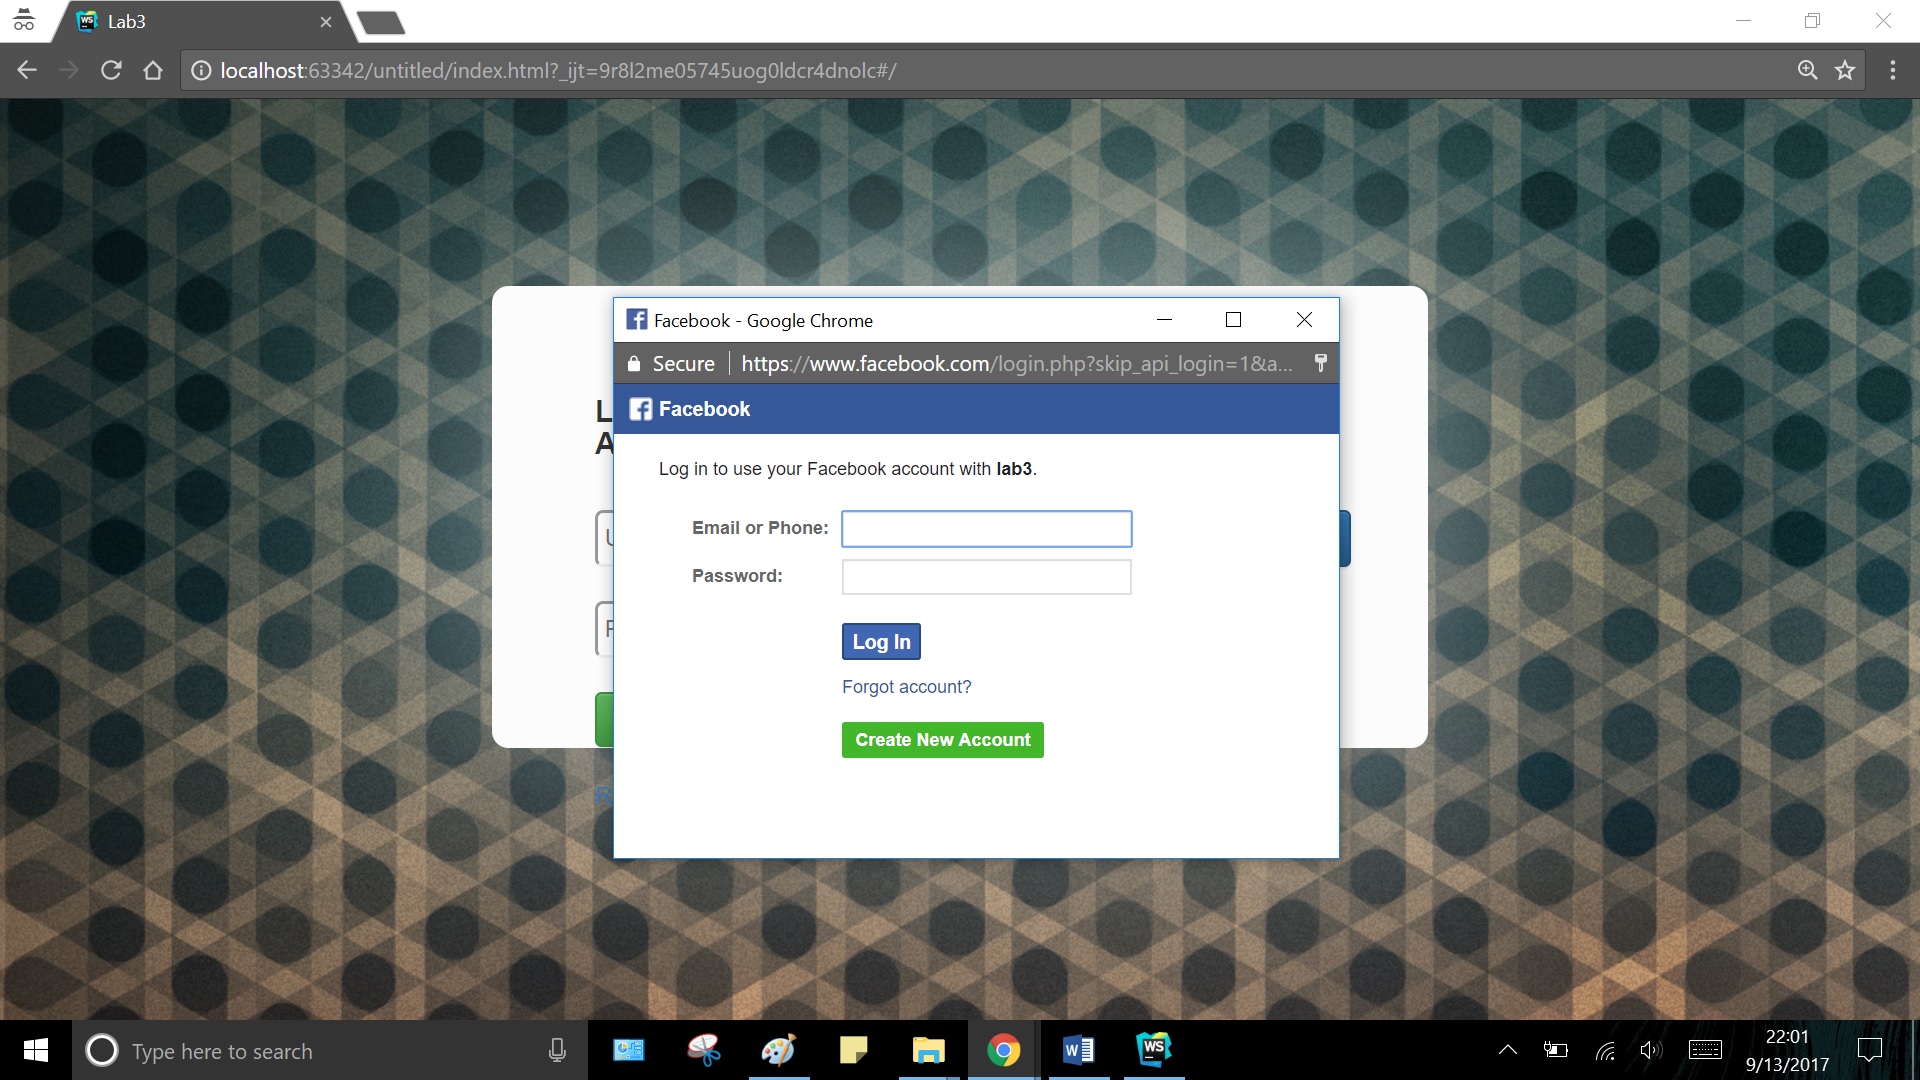 Lab3
localhost:63342/untitled/index.html?_ijt=9r8l2me05745uog0ldcr4dnolc#/
Facebook - Google Chrome
Secure https://www.facebook.com/login.php?skip_api_login=1&a...
Facebook
Log in to use your Facebook account with lab3.
Email or Phone:
Password:
Log In
Forgot account?
Create New Account
Type here to search
22:01
9/13/2017